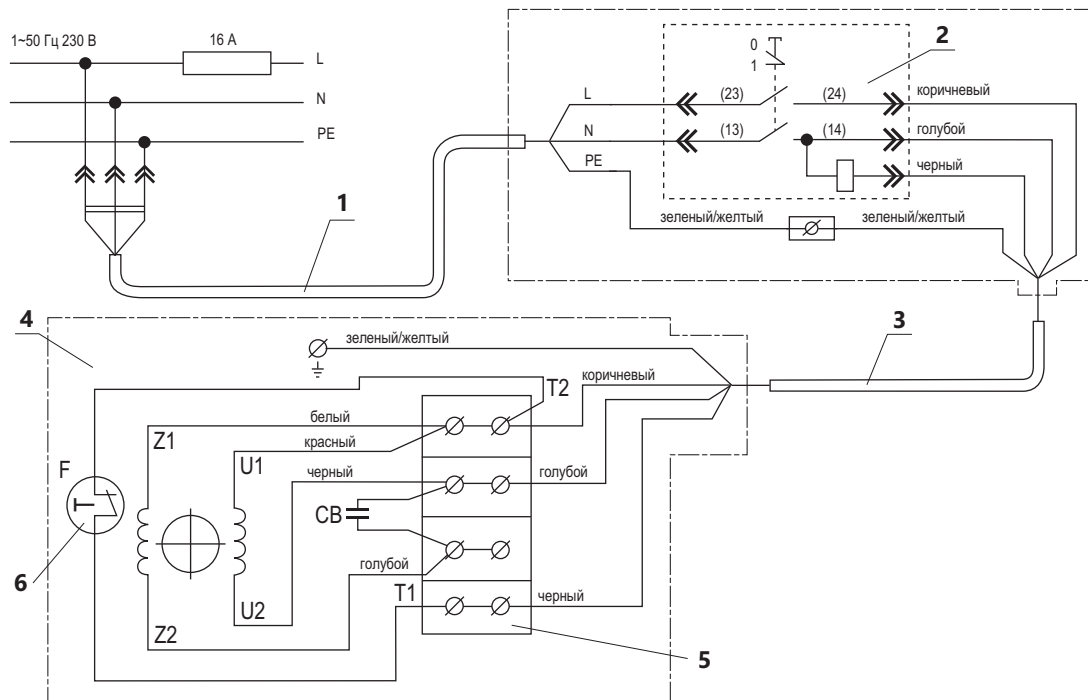 1~50 Гц 230 В
16 А
L
N
PE
1
2
0
1
L
(23)
(24)
коричневый
N
(13)
(14)
голубой
PE
черный
зеленый/желтый
зеленый/желтый
3
4
зеленый/желтый
коричневый
T2
белый
Z1
красный
U1
F
черный
голубой
CB
6
голубой
T1
черный
U2
Z2
5